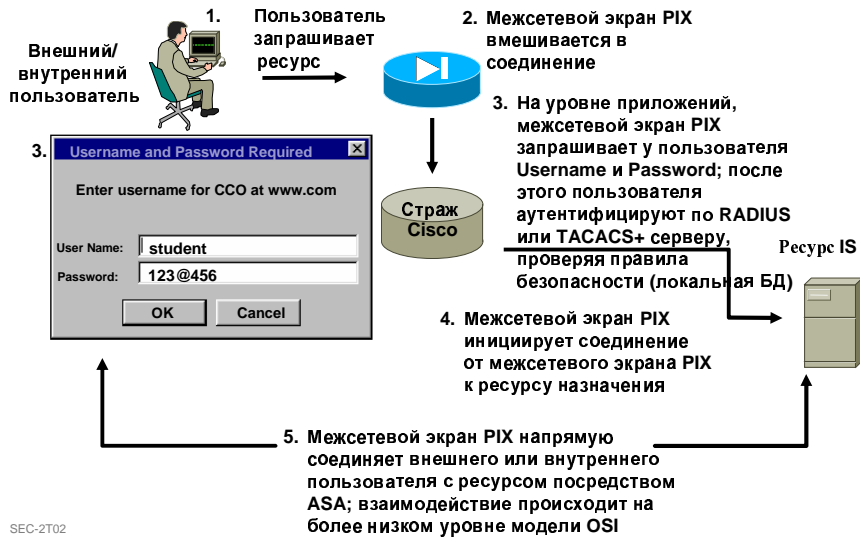 1.
Пользователь
запрашивает
ресурс
2. Межсетевой экран PIX
вмешивается в
соединение
Внешний/
внутренний
пользователь
3. На уровне приложений,
межсетевой экран PIX
запрашивает у пользователя
Username и Password; после
этого пользователя
аутентифицируют по RADIUS
или TACACS+ серверу,
проверяя правила
безопасности (локальная БД)
3.
Username and Password Required
Enter username for CCO at www.com
User Name: student
Password: 123@456
OK Cancel
Страж
Cisco
Ресурс IS
4. Межсетевой экран PIX
инициирует соединение
от межсетевого экрана PIX
к ресурсу назначения
5. Межсетевой экран PIX напрямую
соединяет внешнего или внутреннего
пользователя с ресурсом посредством
ASA; взаимодействие происходит на
более низком уровне модели OSI
SEC-2T02